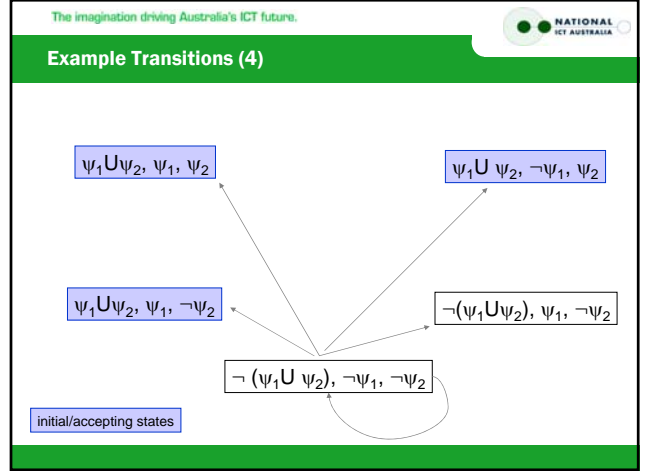 The imagination driving Australia's ICT future.
NATIONAL
ICT AUSTRALIA
Example Transitions (4)
ψ₁Uψ₂, ψ₁, ψ₂
ψ₁U ψ₂, ¬ψ₁, ψ₂
ψ₁Uψ₂, ψ₁, ¬ψ₂
¬(ψ₁Uψ₂), ψ₁, ¬ψ₂
¬ (ψ₁U ψ₂), ¬ψ₁, ¬ψ₂
initial/accepting states